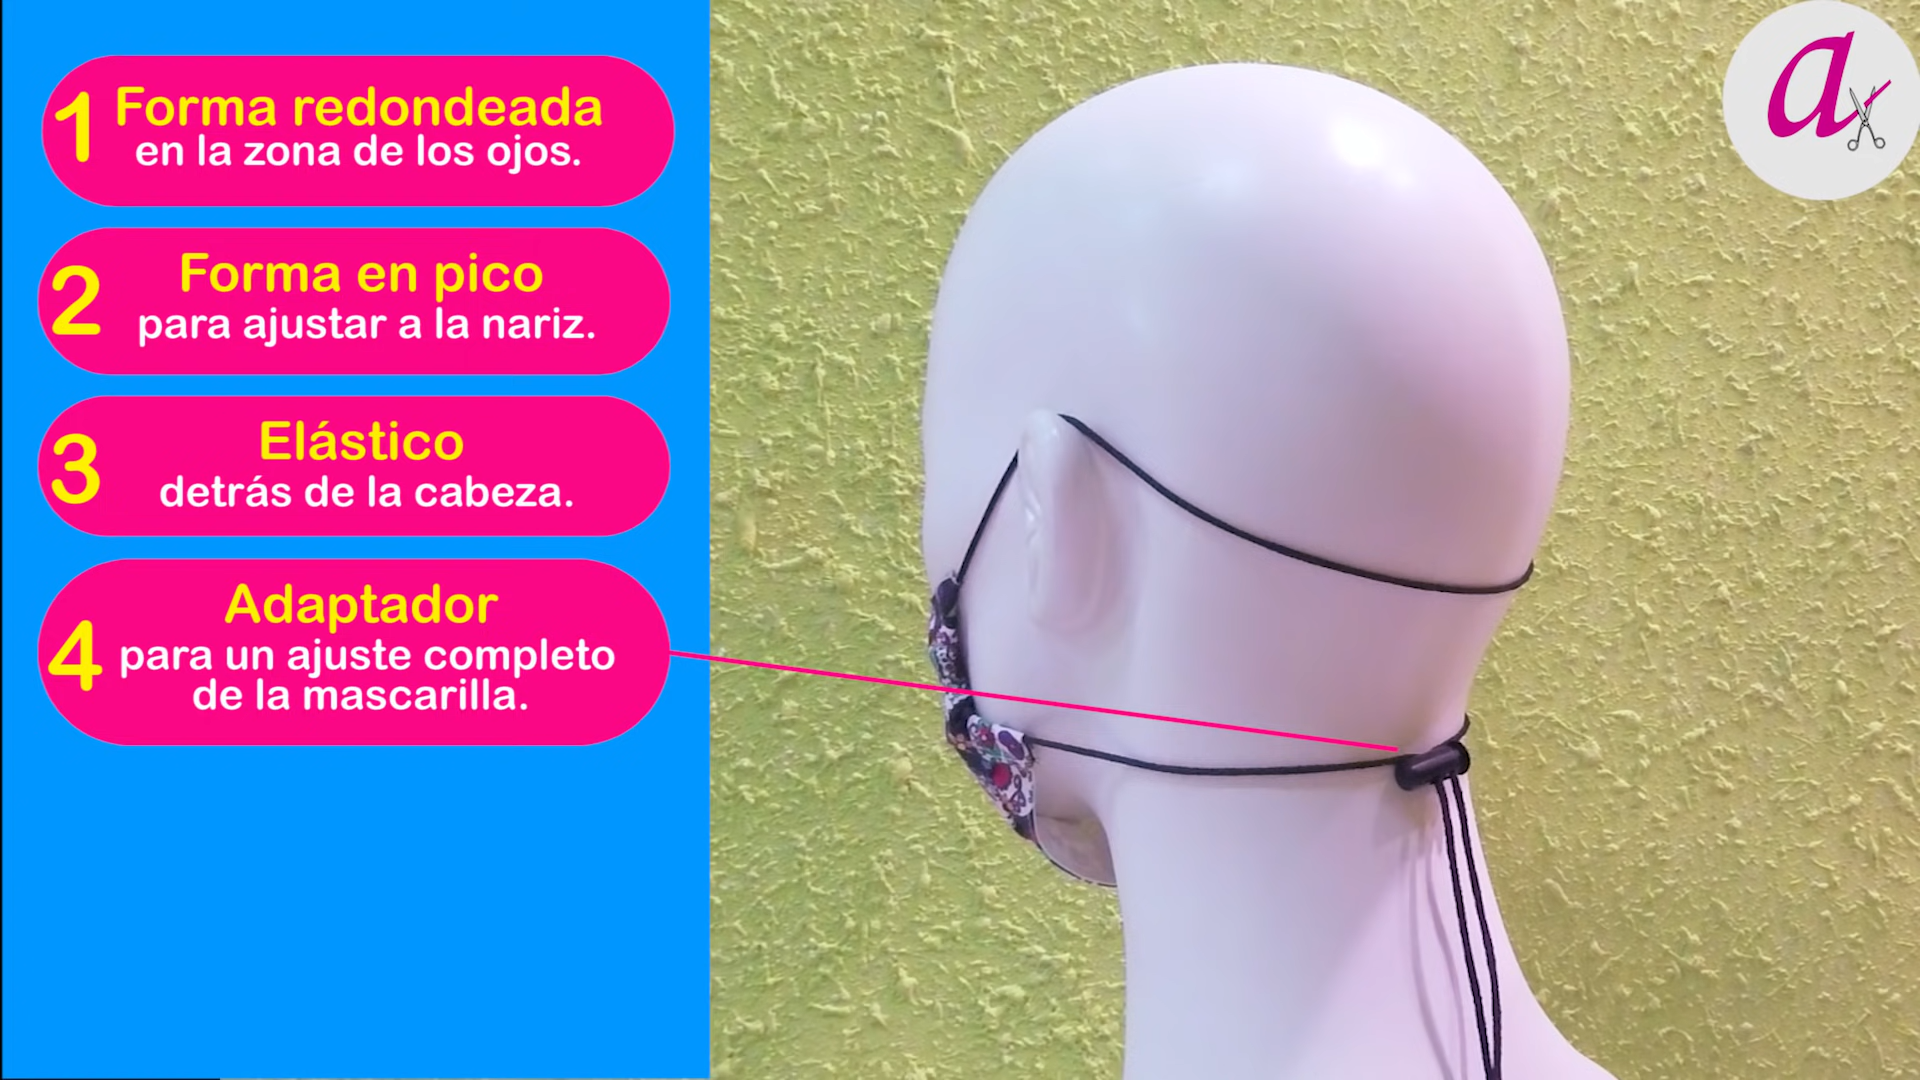 1
Forma redondeada
en la zona de los ojos.
2
Forma en pico
para ajustar a la nariz.
3
Elástico
detrás de la cabeza.
4
Adaptador
para un ajuste completo
de la mascarilla.
a